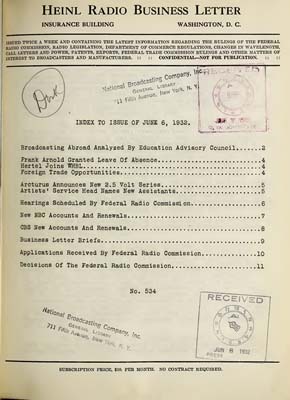 HEINL RADIO BUSINESS LETTER
INSURANCE BUILDING WASHINGTON, D. C.
ISSUED TWICE A WEEK AND CONTAINING THE LATEST INFORMATION REGARDING THE RULINGS OF THE FEDERAL
RADIO COMMISSION, RADIO LEGISLATION, DEPARTMENT OF COMMERCE REGULATIONS, CHANGES IN WAVELENGTH,
CALL LETTERS AND POWER, PATENTS, REPORTS, FEDERAL TRADE COMMISSION RULINGS AND OTHER MATTERS OF
INTEREST TO BROADCASTERS AND MANUFACTURERS. :: :: CONFIDENTIAL—NOT FOR PUBLICATION. :: ::
National Broadcasting Company, Inc.
GENERAL LIBRARY
711 Fifth Avenue, New York, N. Y.
RECEIVED
INDEX TO ISSUE OF JUNE 6, 1932.
Broadcasting Abroad Analysed By Education Advisory Council......2
Frank Arnold Granted Leave Of Absence...........................4
Hertel Joins WHBL...............................................4
Foreign Trade Opportunities.....................................4
Arcturus Announces New 2.5 Volt Series..........................5
Artists' Service Head Names New Assistants......................5
Hearings Scheduled By Federal Radio Commission..................6
New NBC Accounts And Renewals...................................7
CBS New Accounts And Renewals...................................8
Business Letter Briefs..........................................9
Applications Received By Federal Radio Commission..............10
Decisions Of The Federal Radio Commission......................11
No. 534
National Broadcasting Company, Inc.
GENERAL LIBRARY
711 Fifth Avenue, New York, N. Y.
RECEIVED
JUN 8 1932
PRESS
SUBSCRIPTION PRICE, $10. PER MONTH. NO CONTRACT REQUIRED.